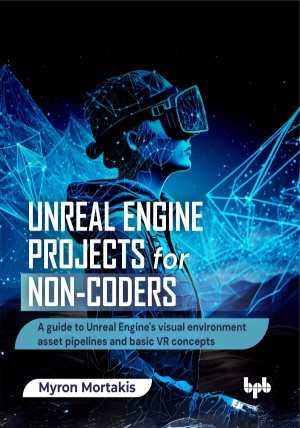 UNREAL ENGINE
PROJECTS for
NON-CODERS
A guide to Unreal Engine's visual environment
asset pipelines and basic VR concepts
Myron Mortakis
bpb